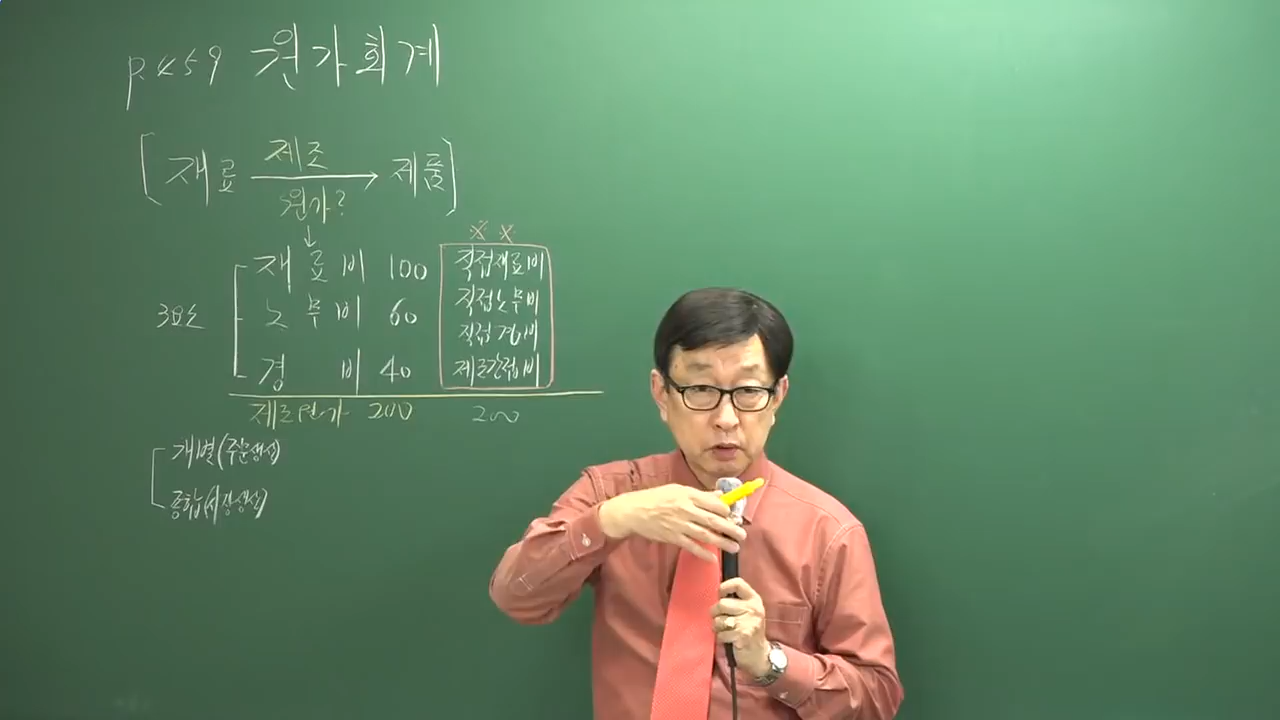 P.459 원가회계
[재료 제조 → 제품]
원가?
↓
※ ※
재료비 100 직접재료비
3요소 노무비 60 직접노무비
직접경비
경비 40 제조간접비
제조원가 200 200
개별(주문생산)
종합(시장생산)